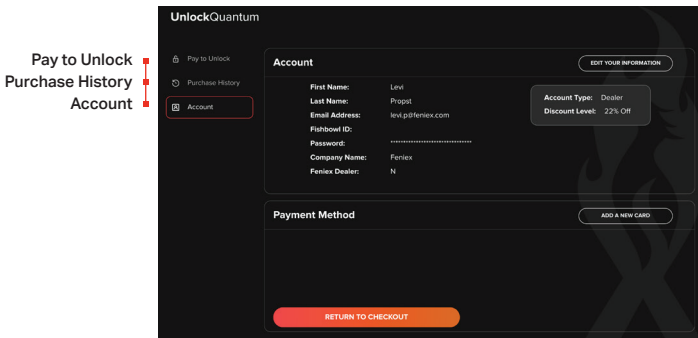 UnlockQuantum
Pay to Unlock
Purchase History
Account
Pay to Unlock
Purchase History
Account
Account
EDIT YOUR INFORMATION
First Name: Levi
Last Name: Propst
Email Address: levi.p@feniex.com
Fishbowl ID:
Password: ********************************
Company Name: Feniex
Feniex Dealer: N
Account Type: Dealer
Discount Level: 22% Off
Payment Method
ADD A NEW CARD
RETURN TO CHECKOUT